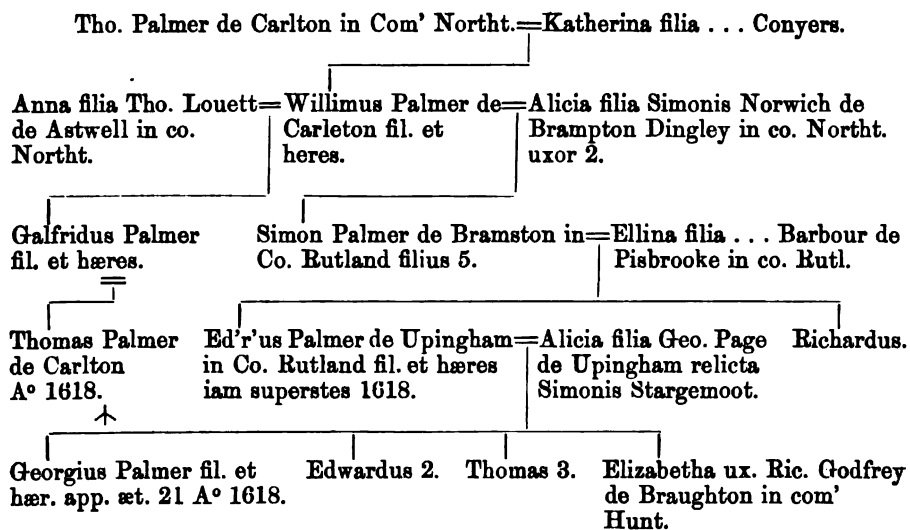 Tho. Palmer de Carlton in Com' Northt.=Katherina filia . . . Conyers.
Anna filia Tho. Louett=
de Astwell in co.
Northt.
Willimus Palmer de=
Carleton fil. et
heres.
Alicia filia Simonis Norwich de
Brampton Dingley in co. Northt.
uxor 2.
Galfridus Palmer
fil. et hæres.
=
Simon Palmer de Bramston in=
Co. Rutland filius 5.
Ellina filia . . . Barbour de
Pisbrooke in co. Rutl.
Thomas Palmer
de Carlton
Aº 1618.
Ed'r'us Palmer de Upingham=
in Co. Rutland fil. et hæres
iam superstes 1618.
Alicia filia Geo. Page
de Upingham relicta
Simonis Stargemoot.
Richardus.
Georgius Palmer fil. et
hær. app. æt. 21 Aº 1618.
Edwardus 2.
Thomas 3.
Elizabetha ux. Ric. Godfrey
de Braughton in com'
Hunt.